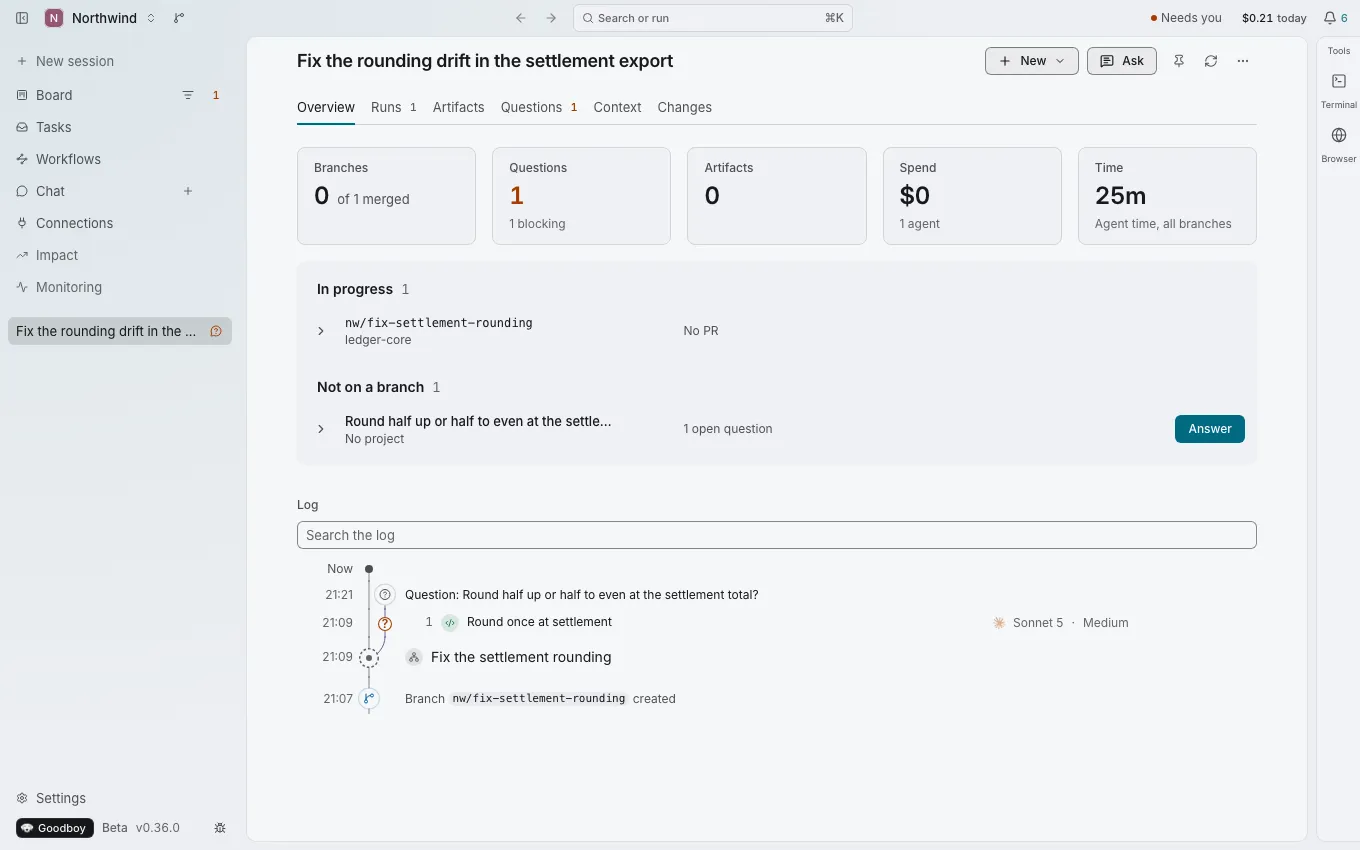 N Northwind
Search or run ⌘K
Needs you $0.21 today 6
New session
Board 1
Tasks
Workflows
Chat
Connections
Impact
Monitoring
Fix the rounding drift in the ...
Settings
Goodboy Beta v0.36.0
Fix the rounding drift in the settlement export
New Ask
Overview Runs 1 Artifacts Questions 1 Context Changes
Branches
0 of 1 merged
Questions
1
1 blocking
Artifacts
0
Spend
$0
1 agent
Time
25m
Agent time, all branches
In progress 1
nw/fix-settlement-rounding No PR
ledger-core
Not on a branch 1
Round half up or half to even at the settle... 1 open question Answer
No project
Log
Search the log
Now
21:21 Question: Round half up or half to even at the settlement total?
21:09 1 Round once at settlement Sonnet 5 · Medium
21:09 Fix the settlement rounding
21:07 Branch nw/fix-settlement-rounding created
Tools
Terminal
Browser